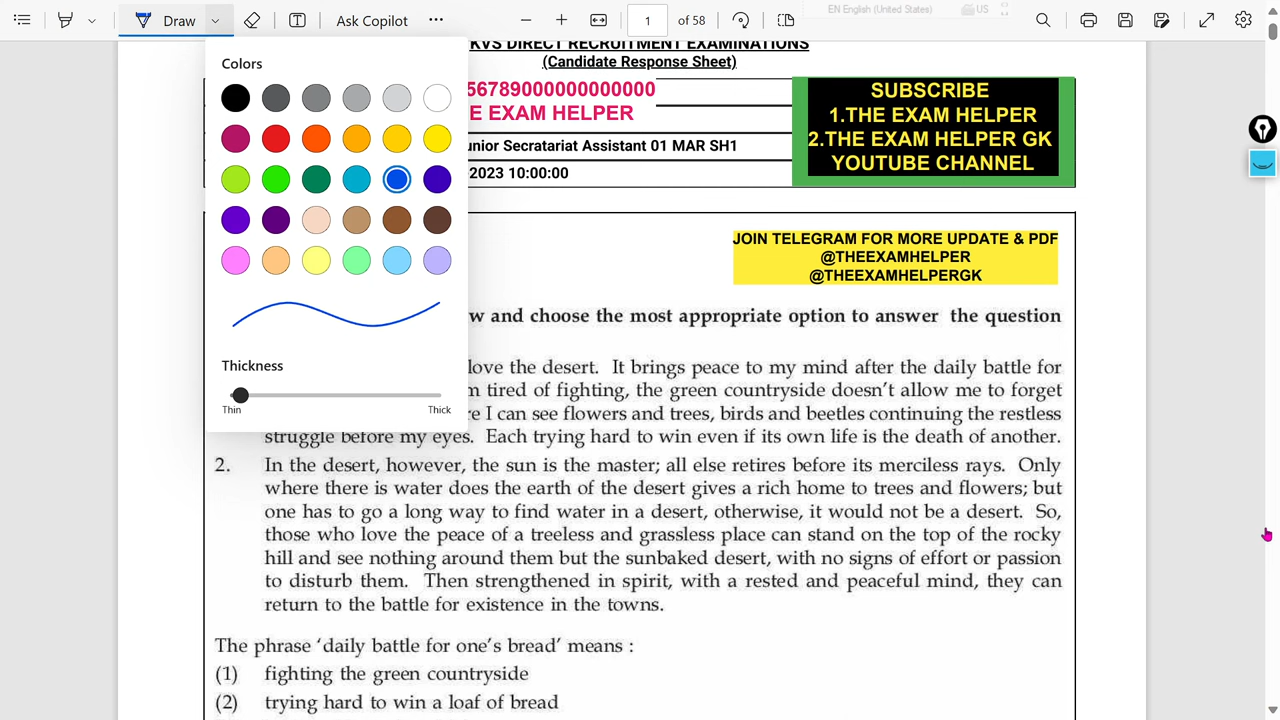 Draw
Ask Copilot
1
of 58
EN English (United States)
US
Colors
Thickness
Thin
Thick
KVS DIRECT RECRUITMENT EXAMINATIONS
(Candidate Response Sheet)
56789000000000000
E EXAM HELPER
unior Secratariat Assistant 01 MAR SH1
2023 10:00:00
SUBSCRIBE
1.THE EXAM HELPER
2.THE EXAM HELPER GK
YOUTUBE CHANNEL
JOIN TELEGRAM FOR MORE UPDATE & PDF
@THEEXAMHELPER
@THEEXAMHELPERGK
w and choose the most appropriate option to answer the question
love the desert. It brings peace to my mind after the daily battle for
m tired of fighting, the green countryside doesn't allow me to forget
re I can see flowers and trees, birds and beetles continuing the restless
struggle before my eyes. Each trying hard to win even if its own life is the death of another.
2. In the desert, however, the sun is the master; all else retires before its merciless rays. Only
where there is water does the earth of the desert gives a rich home to trees and flowers; but
one has to go a long way to find water in a desert, otherwise, it would not be a desert. So,
those who love the peace of a treeless and grassless place can stand on the top of the rocky
hill and see nothing around them but the sunbaked desert, with no signs of effort or passion
to disturb them. Then strengthened in spirit, with a rested and peaceful mind, they can
return to the battle for existence in the towns.
The phrase 'daily battle for one's bread' means :
(1) fighting the green countryside
(2) trying hard to win a loaf of bread